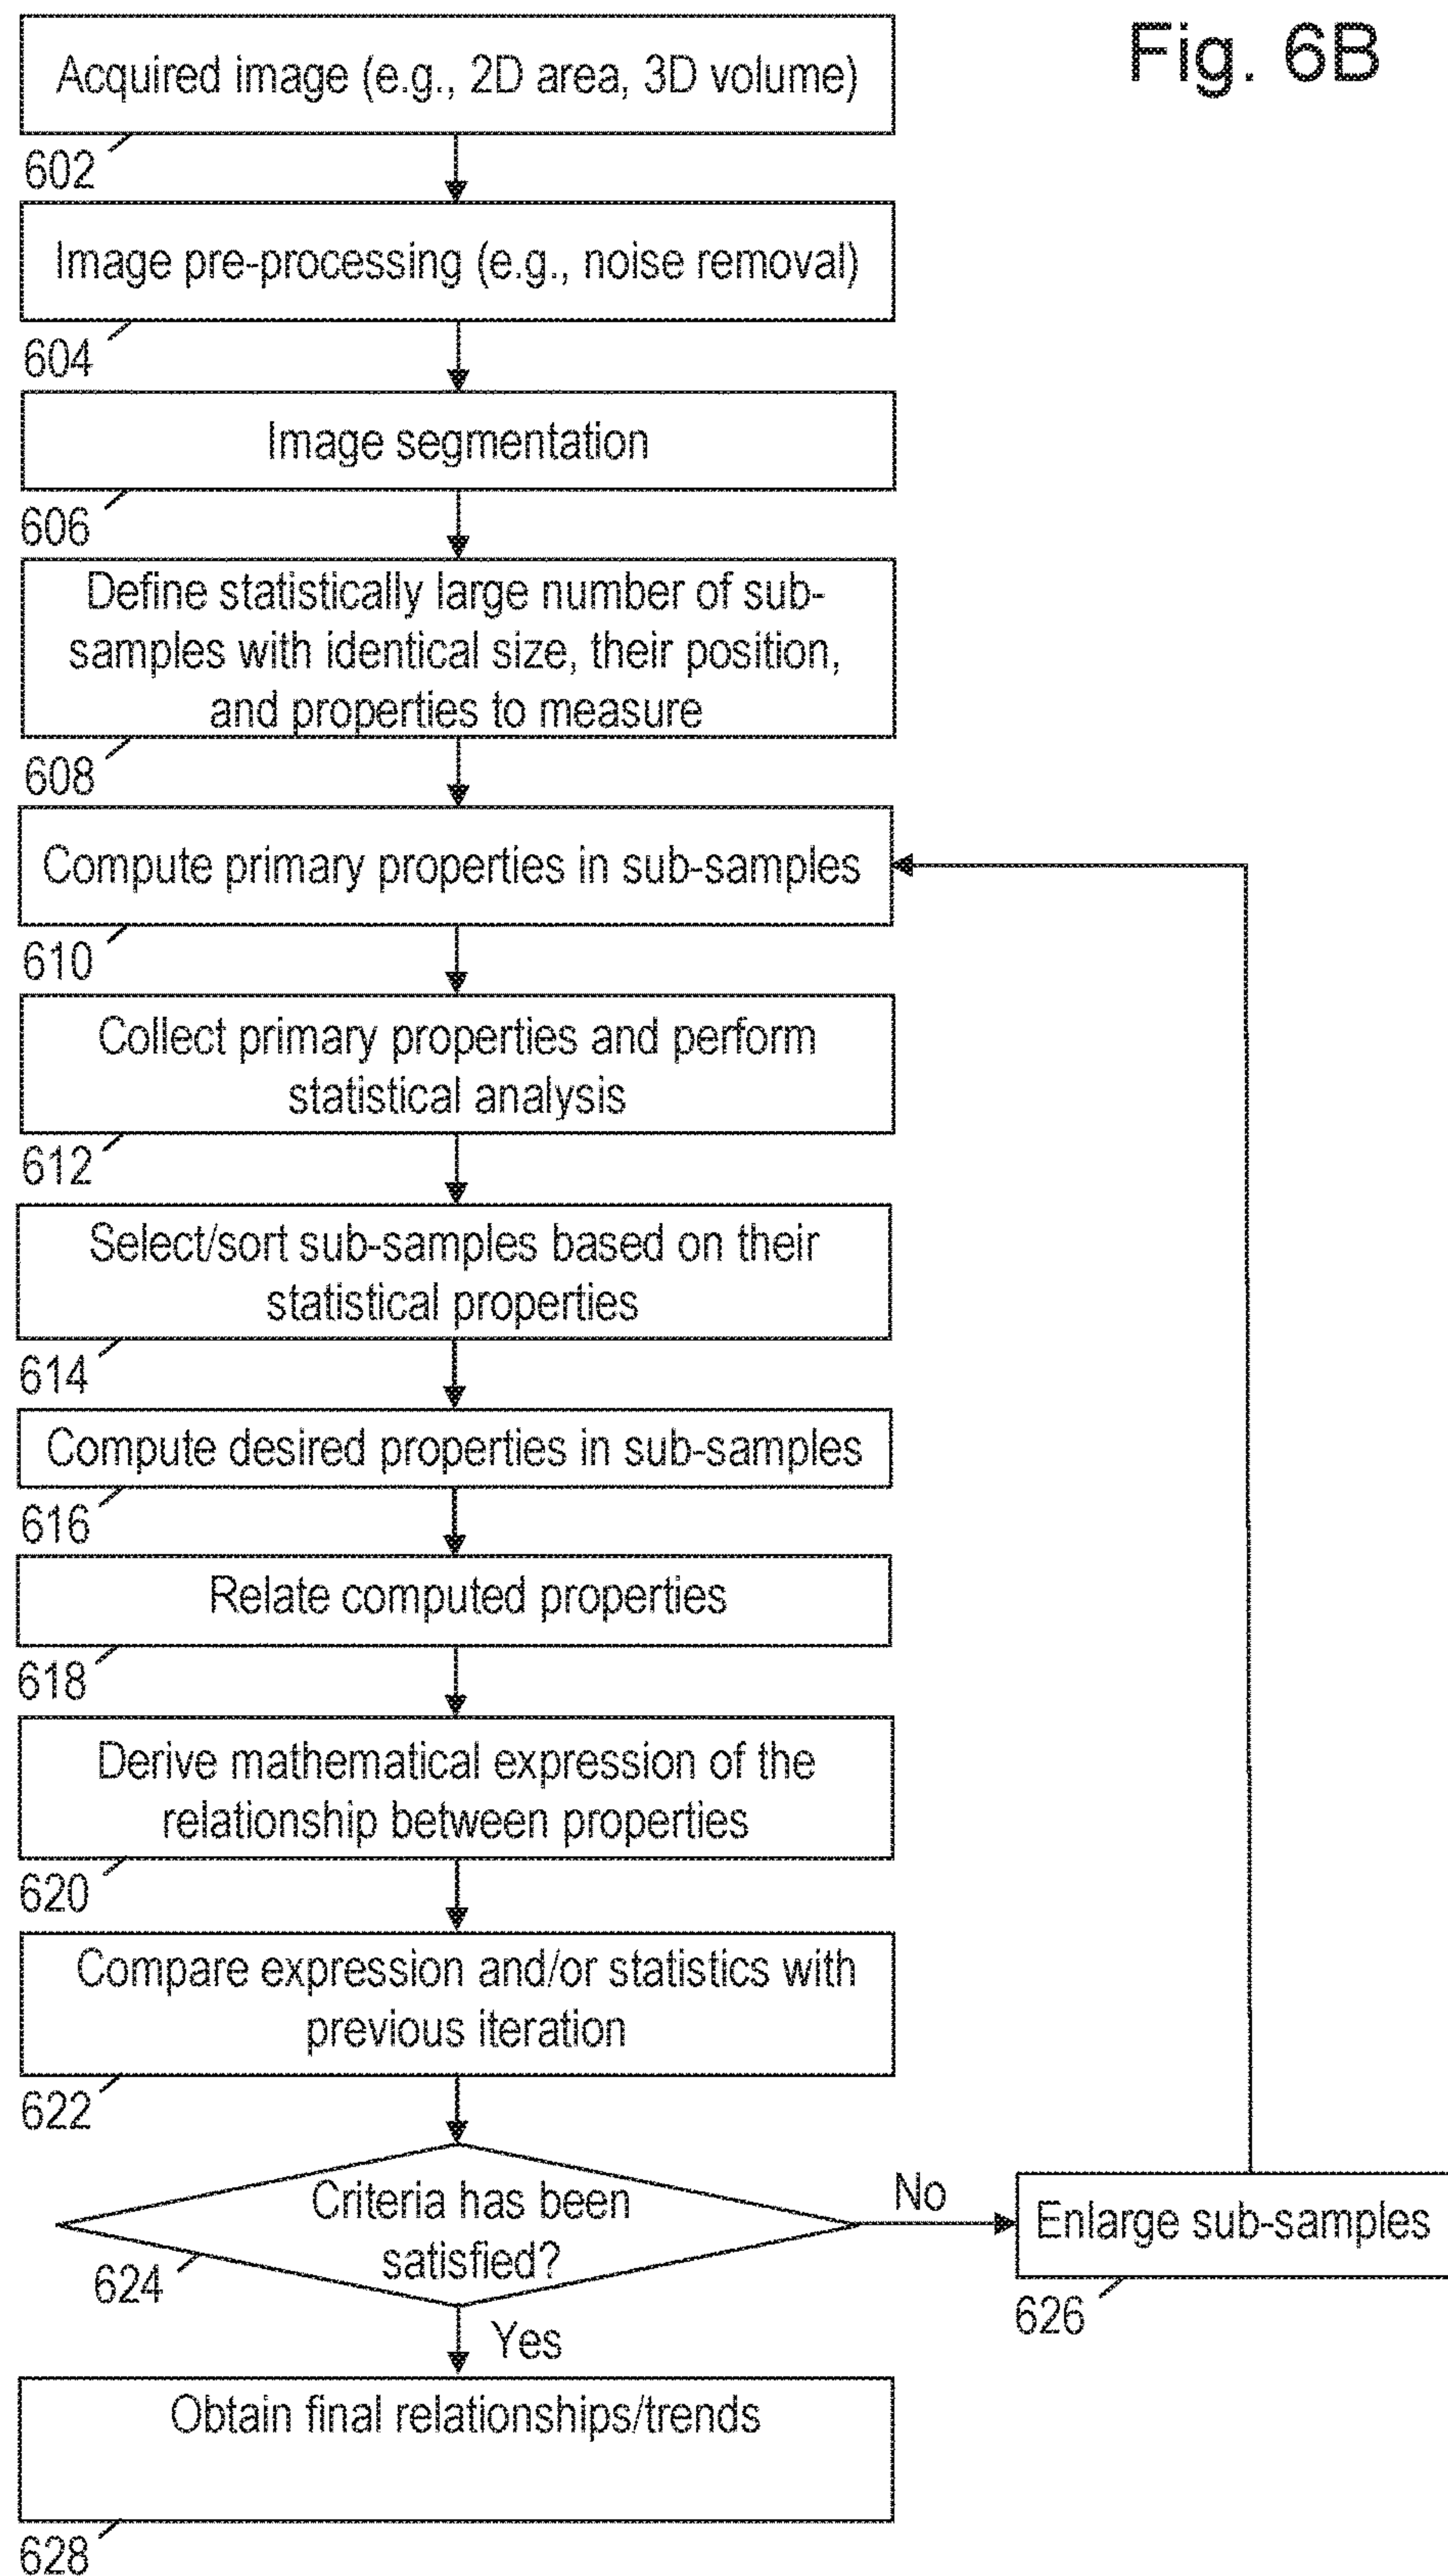 Fig. 6B
Acquired image (e.g., 2D area, 3D volume)
602
Image pre-processing (e.g., noise removal)
604
Image segmentation
606
Define statistically large number of sub-
samples with identical size, their position,
and properties to measure
608
Compute primary properties in sub-samples
610
Collect primary properties and perform
statistical analysis
612
Select/sort sub-samples based on their
statistical properties
614
Compute desired properties in sub-samples
616
Relate computed properties
618
Derive mathematical expression of the
relationship between properties
620
Compare expression and/or statistics with
previous iteration
622
Criteria has been
satisfied?
624
No
Enlarge sub-samples
626
Yes
Obtain final relationships/trends
628